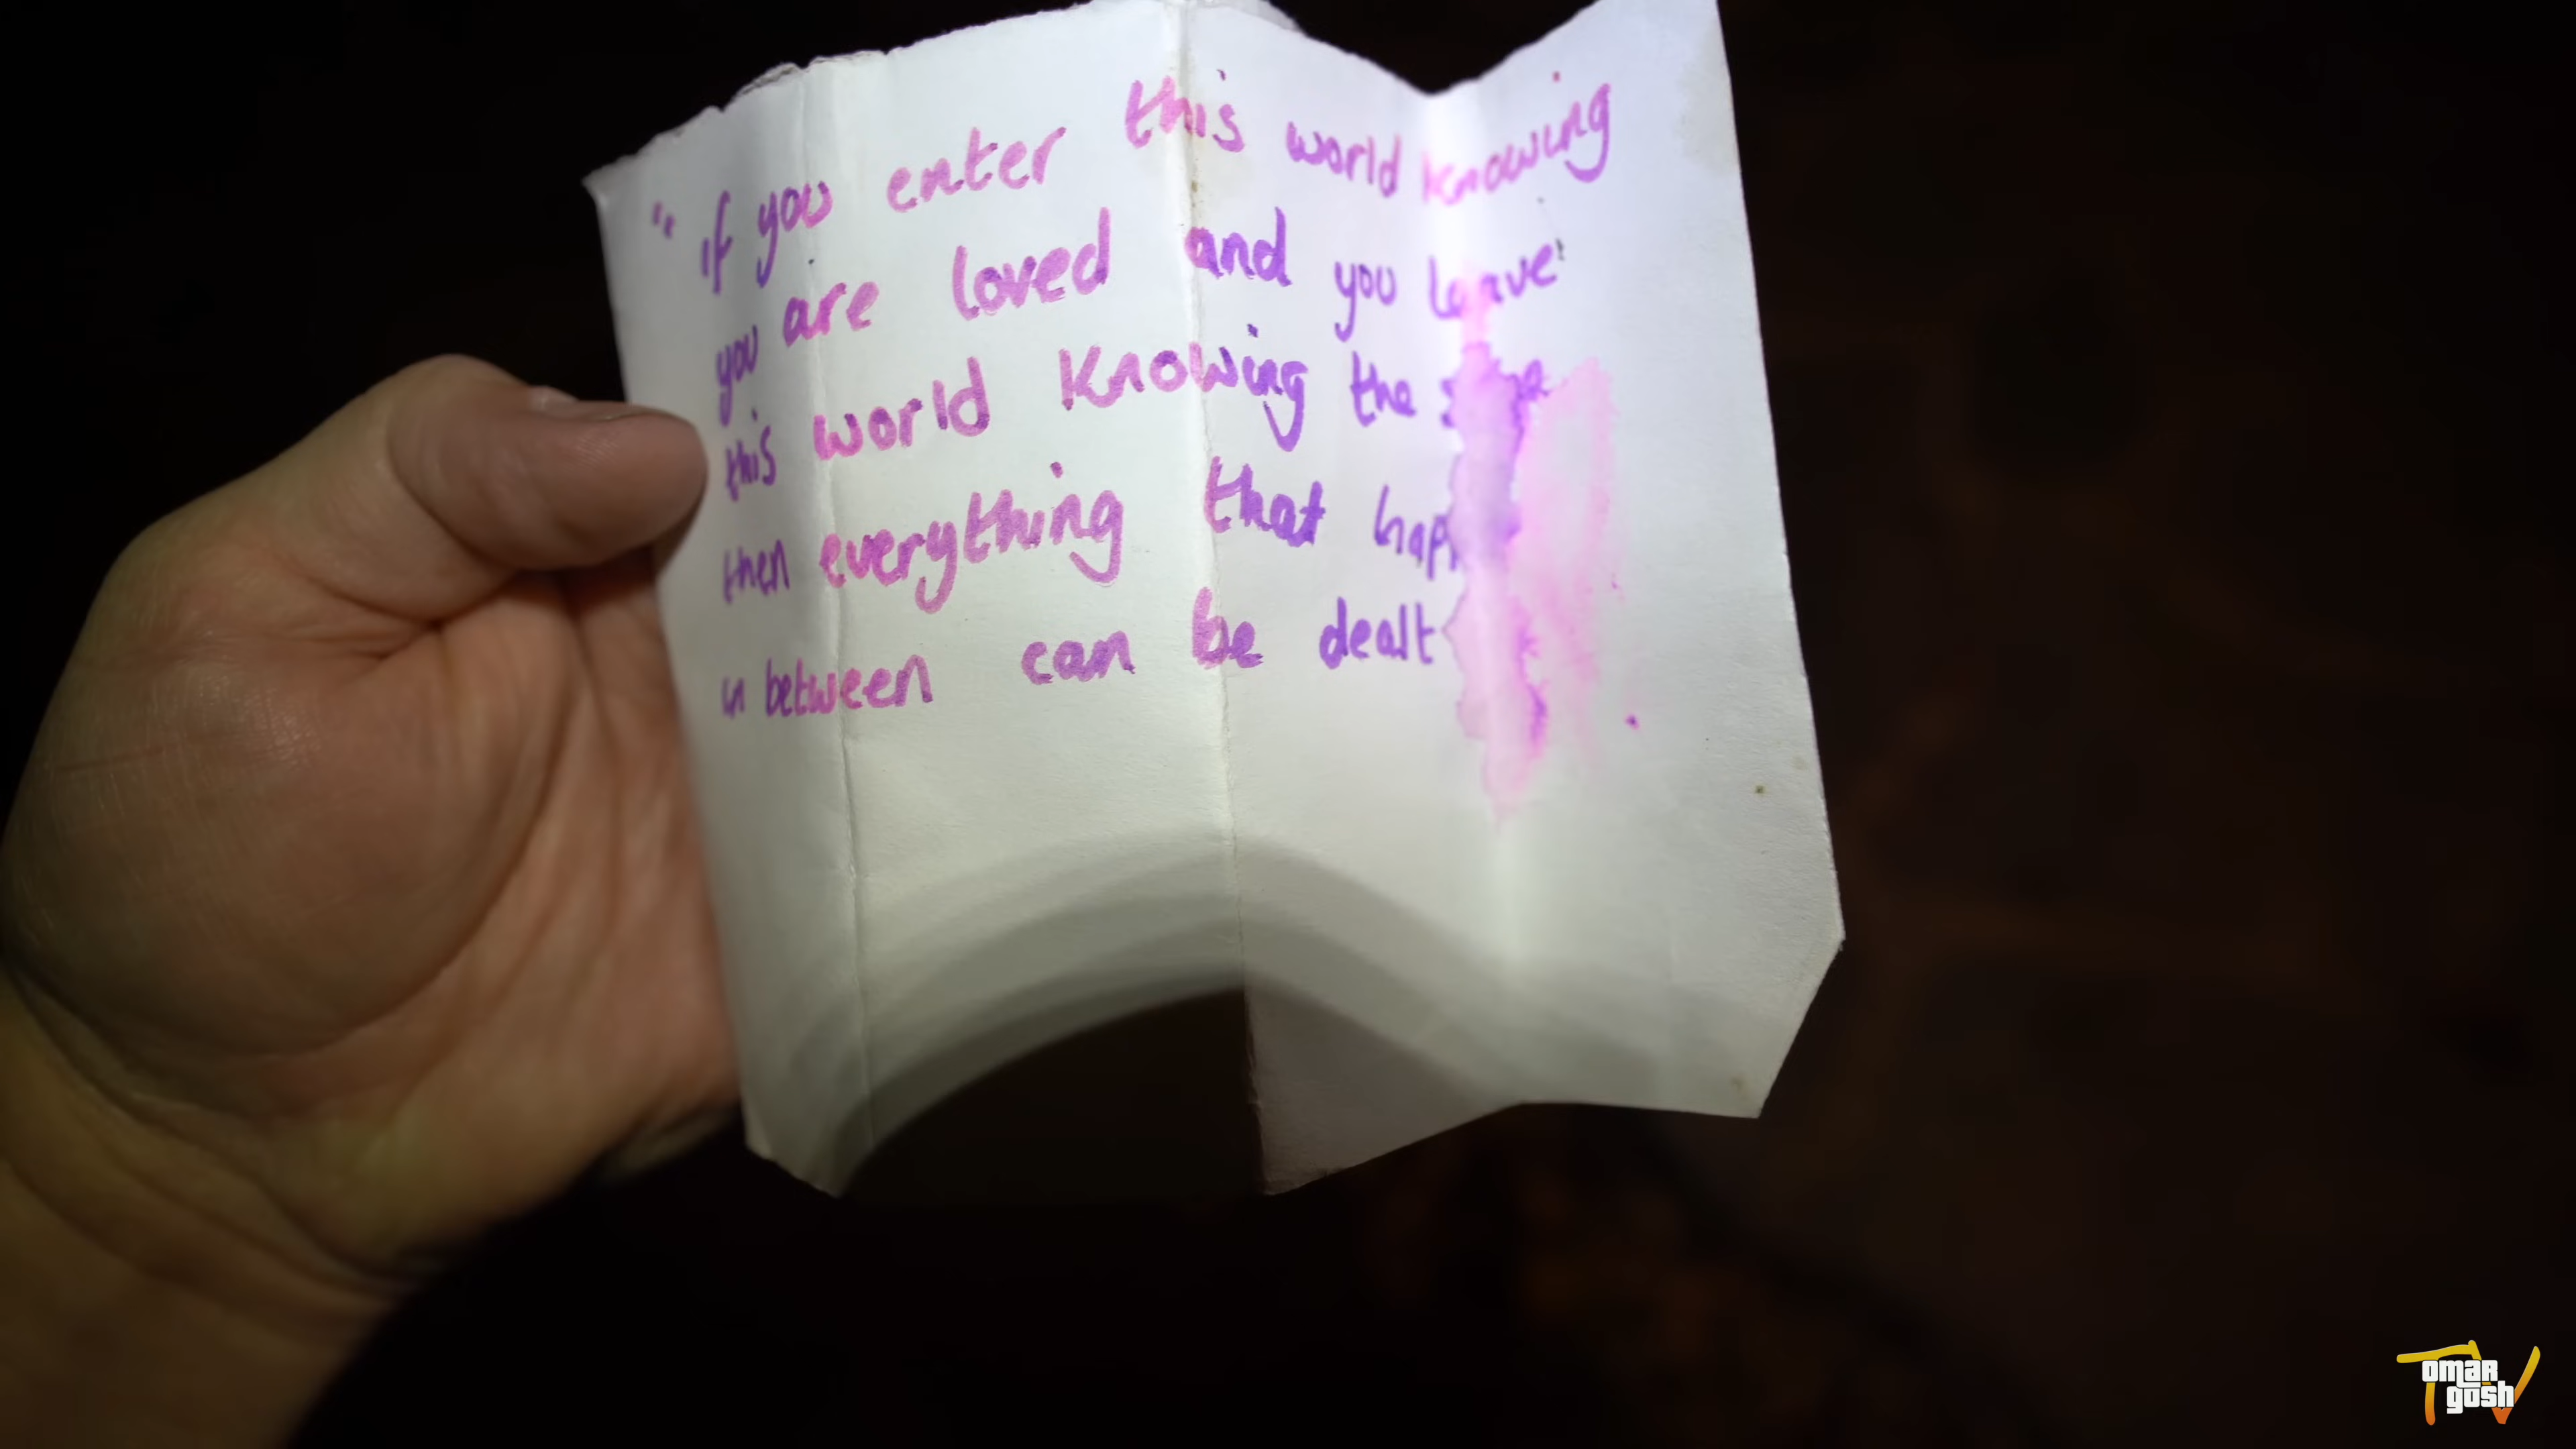 "if you enter this world knowing
you are loved and you leave
this world knowing the
then everything that
in between can be dealt
OMAR
GOSH
TV